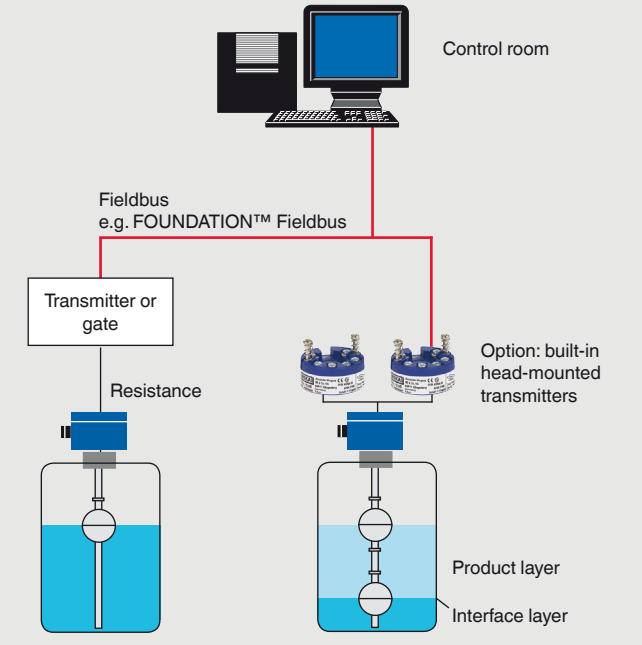 Control room
Fieldbus
e.g. FOUNDATION™ Fieldbus
Transmitter or
gate
Resistance
Option: built-in
head-mounted
transmitters
Product layer
Interface layer